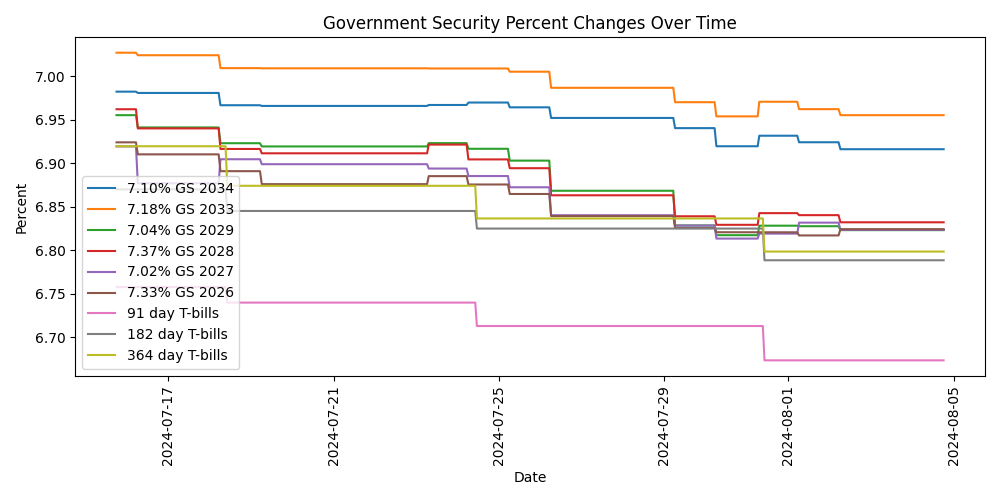 Government Security Percent Changes Over Time
Percent
7.00
6.95
6.90
6.85
6.80
6.75
6.70
7.10% GS 2034
7.18% GS 2033
7.04% GS 2029
7.37% GS 2028
7.02% GS 2027
7.33% GS 2026
91 day T-bills
182 day T-bills
364 day T-bills
2024-07-17
2024-07-21
2024-07-25
2024-07-29
2024-08-01
2024-08-05
Date